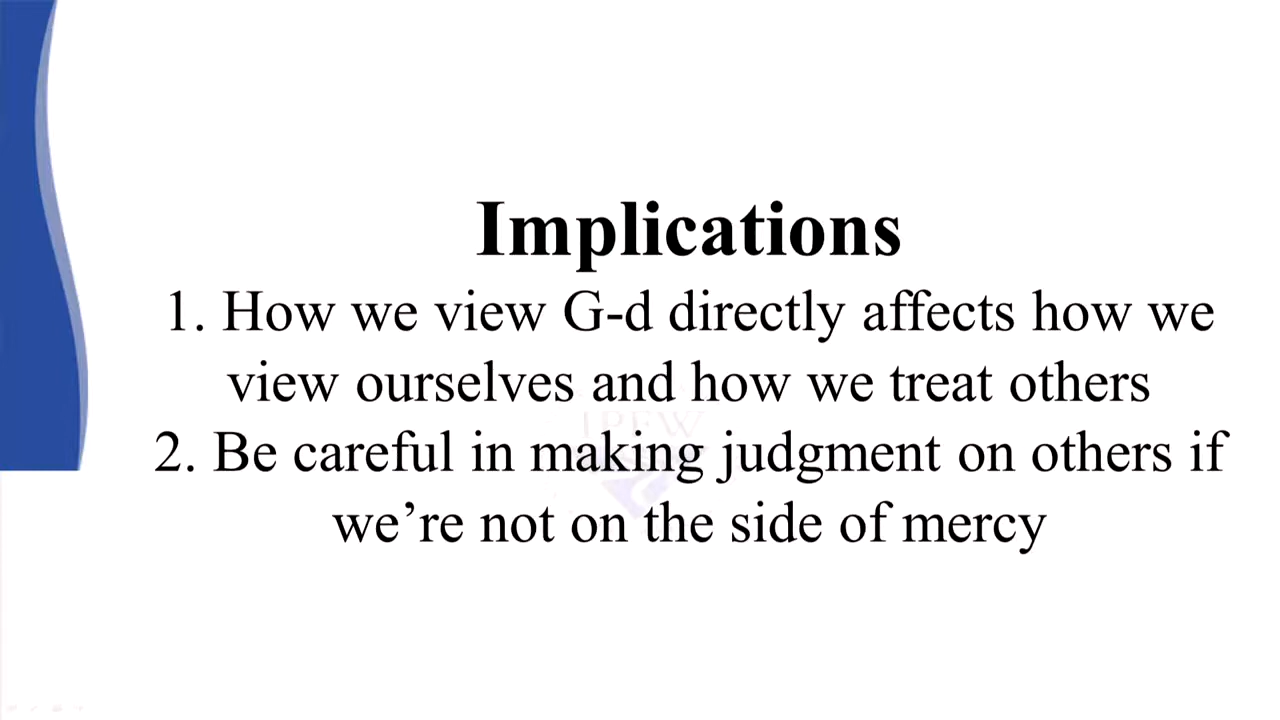 Implications
1. How we view G-d directly affects how we
view ourselves and how we treat others
2. Be careful in making judgment on others if
we’re not on the side of mercy